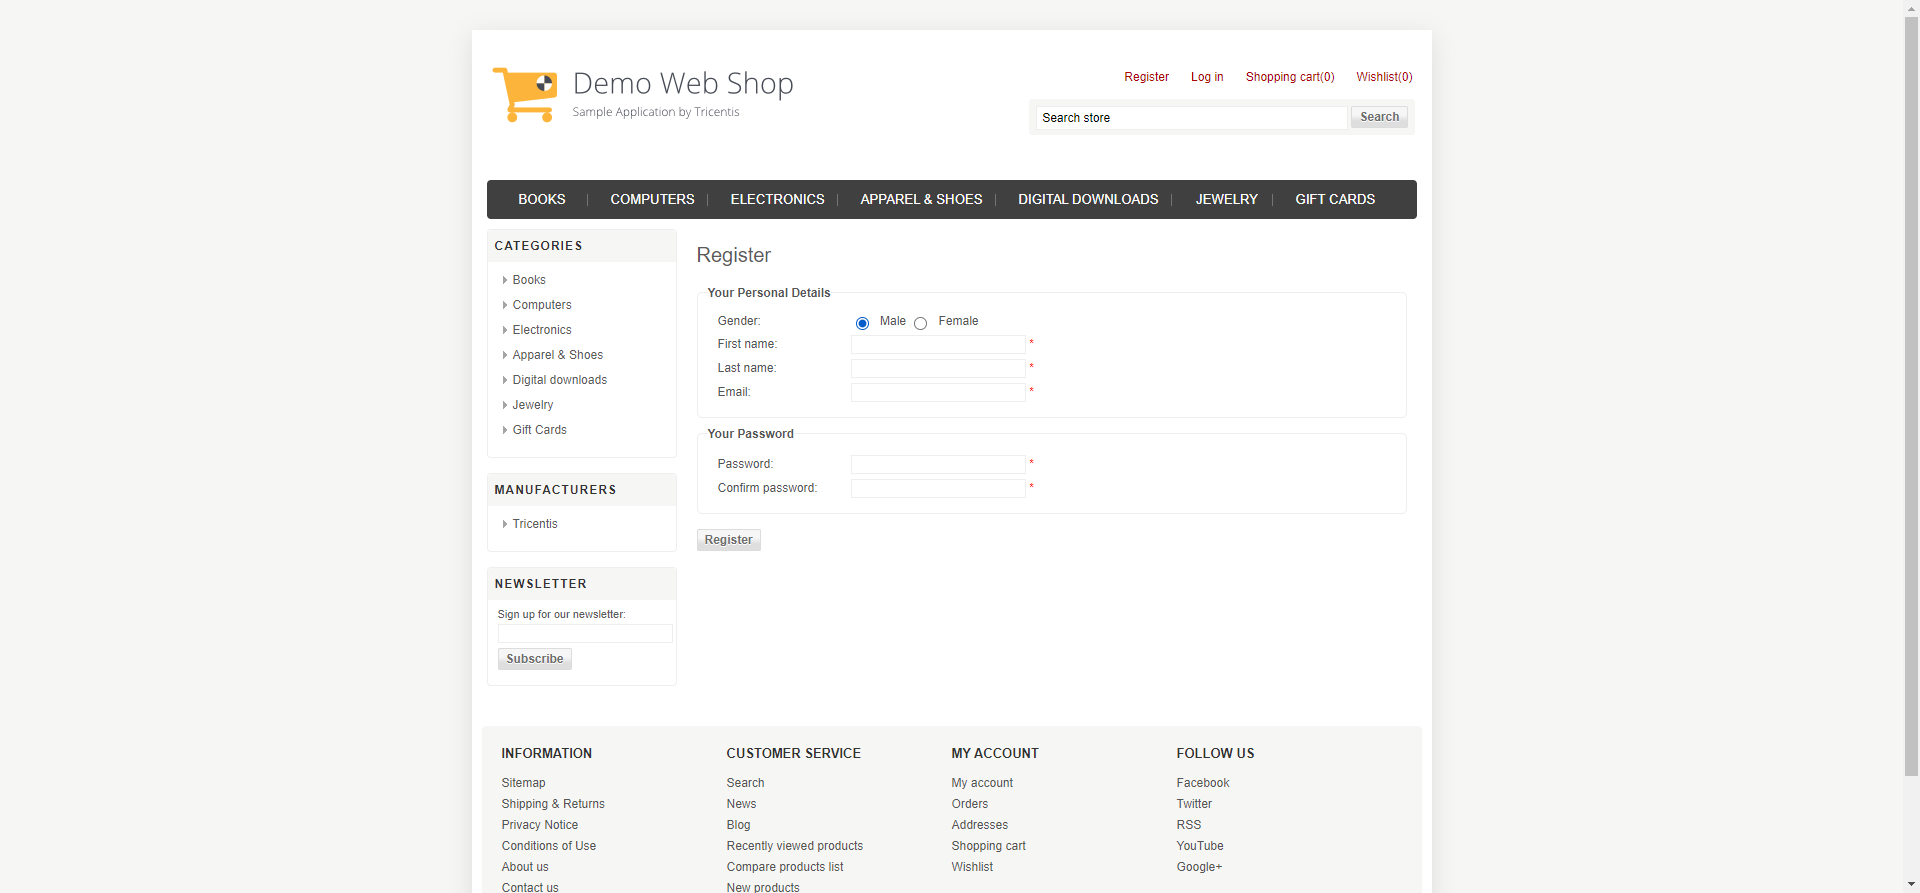 Demo Web Shop
Sample Application by Tricentis
Register Log in Shopping cart(0) Wishlist(0)
Search store Search
BOOKS COMPUTERS ELECTRONICS APPAREL & SHOES DIGITAL DOWNLOADS JEWELRY GIFT CARDS
CATEGORIES
Books
Computers
Electronics
Apparel & Shoes
Digital downloads
Jewelry
Gift Cards
MANUFACTURERS
Tricentis
NEWSLETTER
Sign up for our newsletter:
Subscribe
Register
Your Personal Details
Gender: Male Female
First name: *
Last name: *
Email: *
Your Password
Password: *
Confirm password: *
Register
INFORMATION
Sitemap
Shipping & Returns
Privacy Notice
Conditions of Use
About us
Contact us
CUSTOMER SERVICE
Search
News
Blog
Recently viewed products
Compare products list
New products
MY ACCOUNT
My account
Orders
Addresses
Shopping cart
Wishlist
FOLLOW US
Facebook
Twitter
RSS
YouTube
Google+